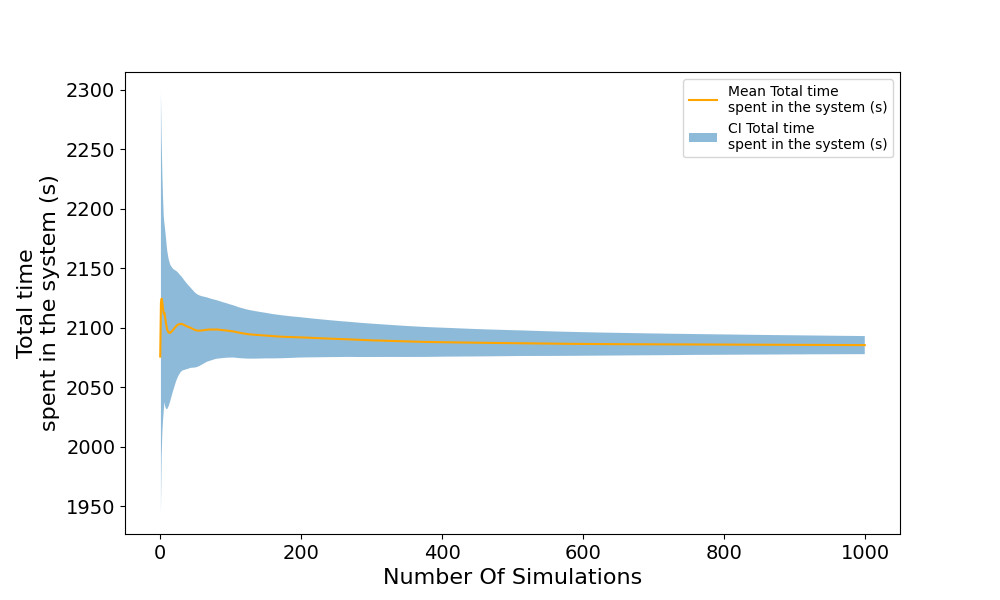 2300
2250
2200
2150
2100
2050
2000
1950
Total time
spent in the system (s)
0
200
400
600
800
1000
Number Of Simulations
Mean Total time
spent in the system (s)
CI Total time
spent in the system (s)